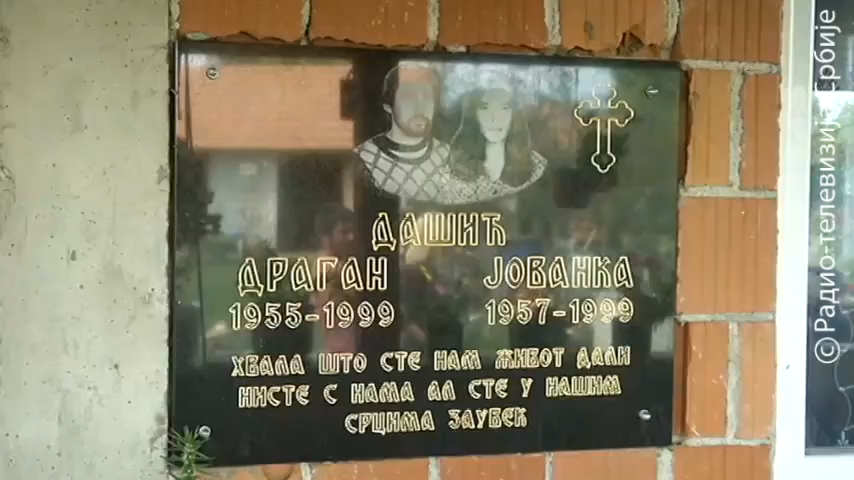 ДАШИЋ
ДРАГАН ЈОВАНКА
1955-1999 1957-1999
ХВАЛА ШТО СТЕ НАМ ЖИВОТ ДАЛИ
НИСТЕ С НАМА АЛ СТЕ У НАШИМ
СРЦИМА ЗАУВЕК
© Радио-телевизија Србије